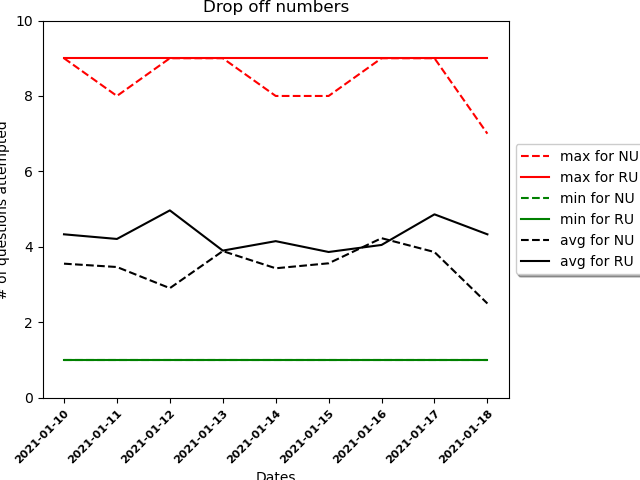 Drop off numbers
10
8
6
4
2
0
# of questions attempted
2021-01-10
2021-01-11
2021-01-12
2021-01-13
2021-01-14
2021-01-15
2021-01-16
2021-01-17
2021-01-18
Dates
max for NU
max for RU
min for NU
min for RU
avg for NU
avg for RU